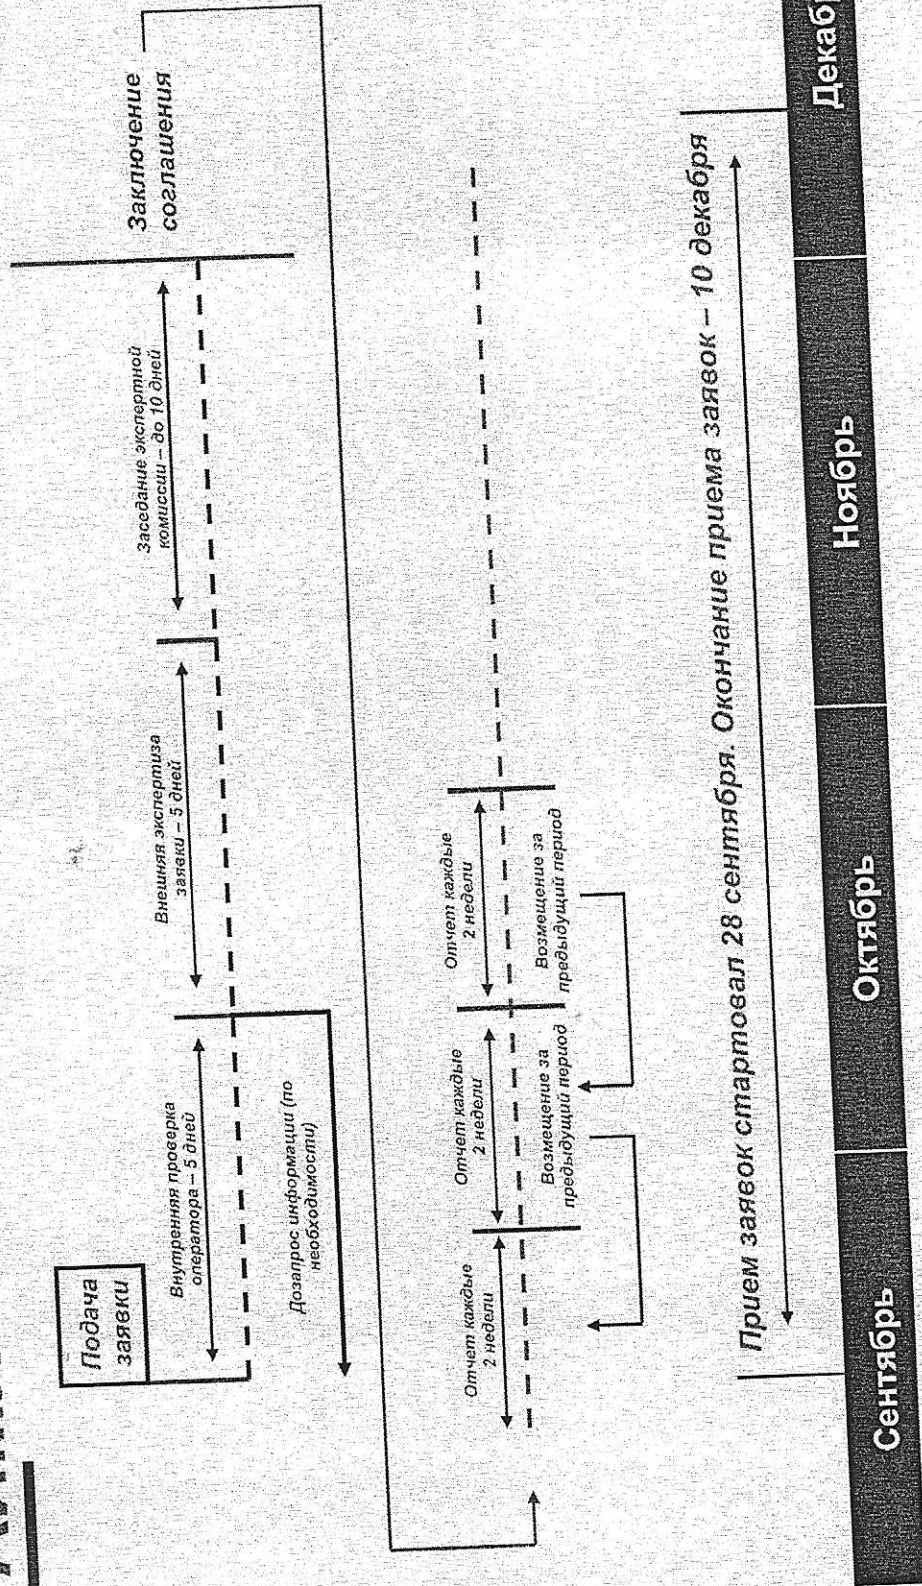 Подача
заявки
Внутренняя проверка
оператора – 5 дней
Внешняя экспертиза
заявки – 5 дней
Заседание экспертной
комиссии – до 10 дней
Заключение
соглашения
Дозапрос информации (по
необходимости)
Отчет каждые
2 недели
Отчет каждые
2 недели
Отчет каждые
2 недели
Возмещение за
предыдущий период
Возмещение за
предыдущий период
Прием заявок стартовал 28 сентября. Окончание приема заявок – 10 декабря
Сентябрь
Октябрь
Ноябрь
Декаб